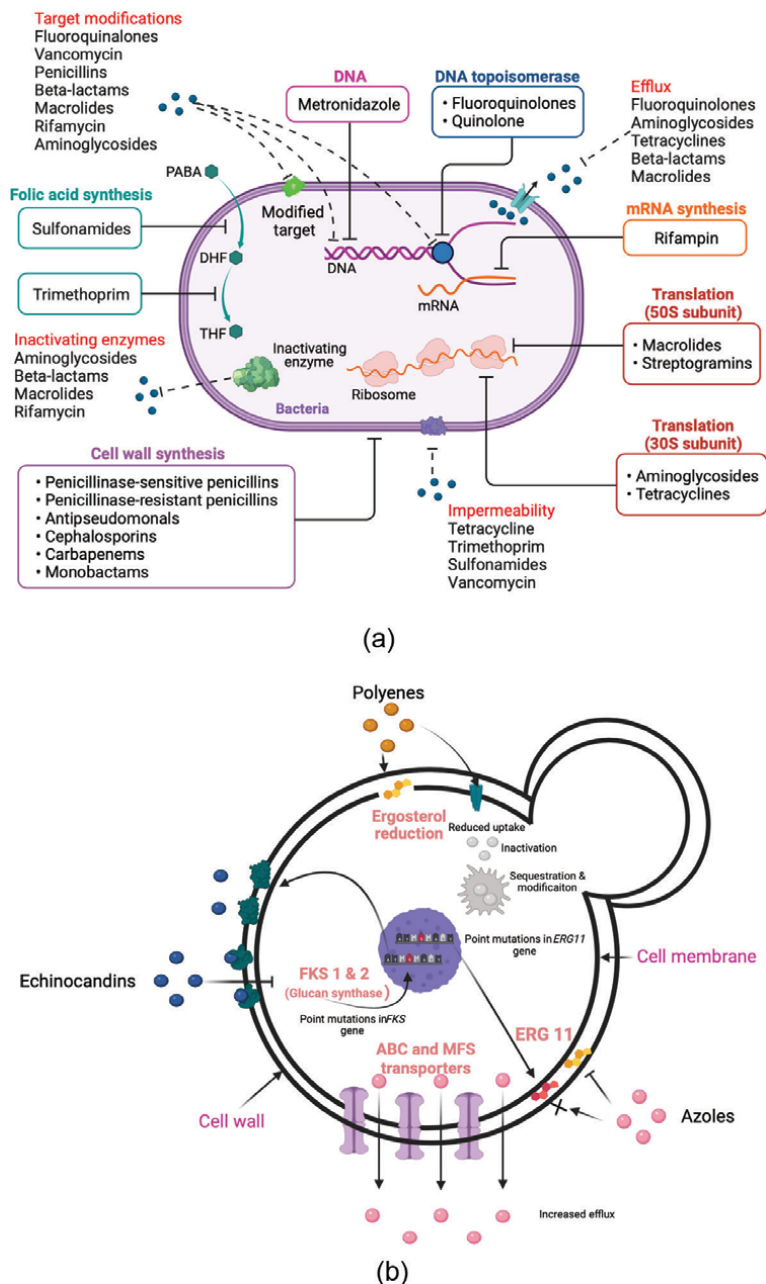 Target modifications
Fluoroquinalones
Vancomycin
Penicillins
Beta-lactams
Macrolides
Rifamycin
Aminoglycosides
DNA
Metronidazole
DNA topoisomerase
• Fluoroquinolones
• Quinolone
Efflux
Fluoroquinolones
Aminoglycosides
Tetracyclines
Beta-lactams
Macrolides
PABA
Folic acid synthesis
Sulfonamides
DHF
Trimethoprim
THF
Modified
target
DNA
mRNA
mRNA synthesis
Rifampin
Inactivating enzymes
Aminoglycosides
Beta-lactams
Macrolides
Rifamycin
Inactivating
enzyme
Ribosome
Bacteria
Translation
(50S subunit)
• Macrolides
• Streptogramins
Translation
(30S subunit)
• Aminoglycosides
• Tetracyclines
Cell wall synthesis
• Penicillinase-sensitive penicillins
• Penicillinase-resistant penicillins
• Antipseudomonals
• Cephalosporins
• Carbapenems
• Monobactams
Impermeability
Tetracycline
Trimethoprim
Sulfonamides
Vancomycin
(a)
Polyenes
Ergosterol
reduction
Reduced uptake
Inactivation
Sequestration &
modificaiton
Point mutations in ERG11
gene
Cell membrane
Echinocandins
FKS 1 & 2
(Glucan synthase)
Point mutations in FKS
gene
ERG 11
ABC and MFS
transporters
Cell wall
Azoles
Increased efflux
(b)